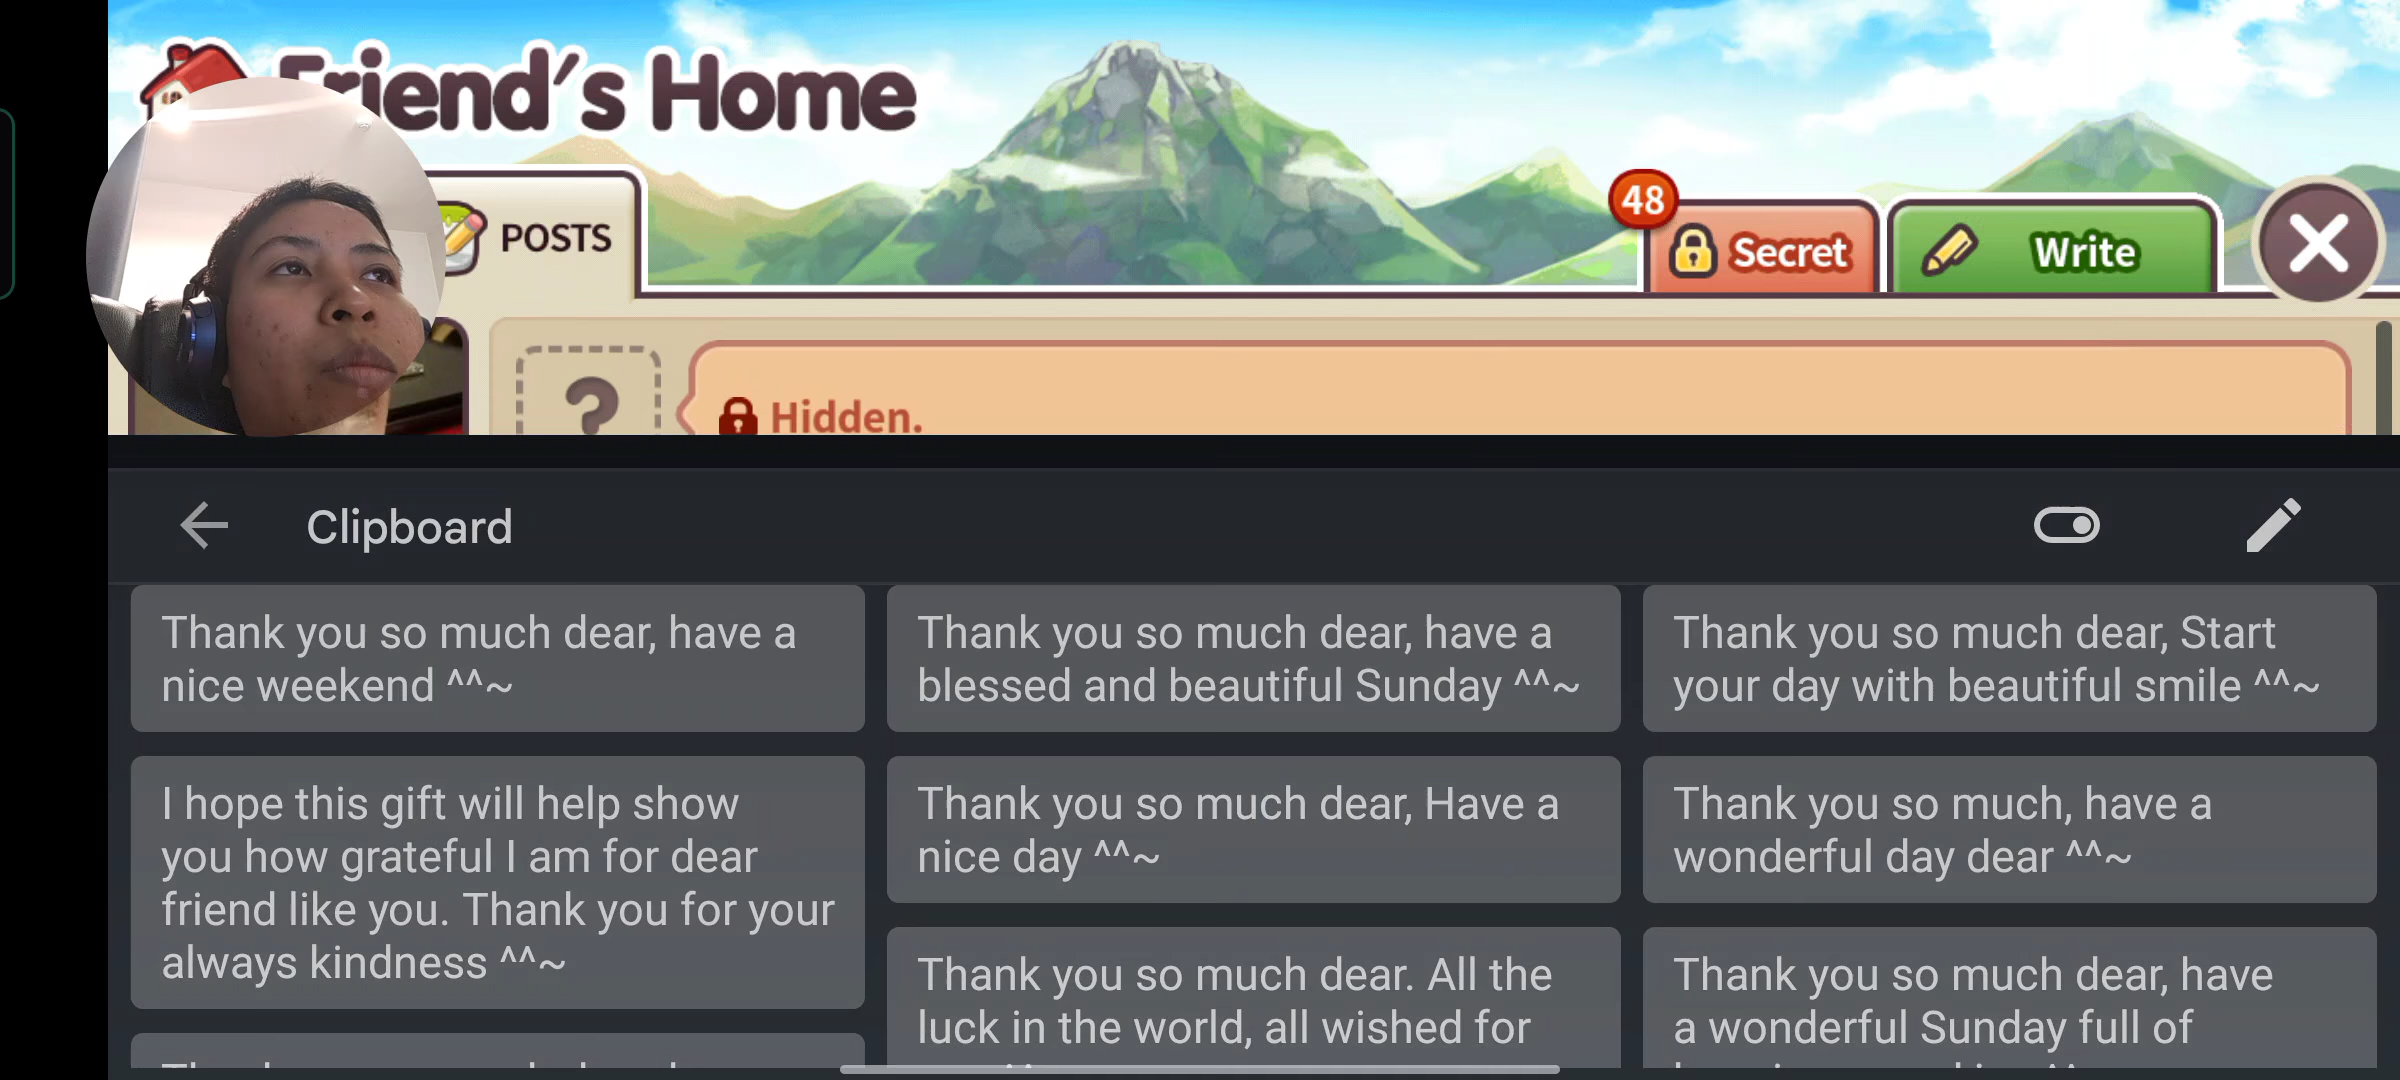 Friend's Home
POSTS
48
Secret
Write
?
Hidden.
Clipboard
Thank you so much dear, have a
nice weekend ^^~
Thank you so much dear, have a
blessed and beautiful Sunday ^^~
Thank you so much dear, Start
your day with beautiful smile ^^~
I hope this gift will help show
you how grateful I am for dear
friend like you. Thank you for your
always kindness ^^~
Thank you so much dear, Have a
nice day ^^~
Thank you so much, have a
wonderful day dear ^^~
Thank you so much dear. All the
luck in the world, all wished for
Thank you so much dear, have
a wonderful Sunday full of